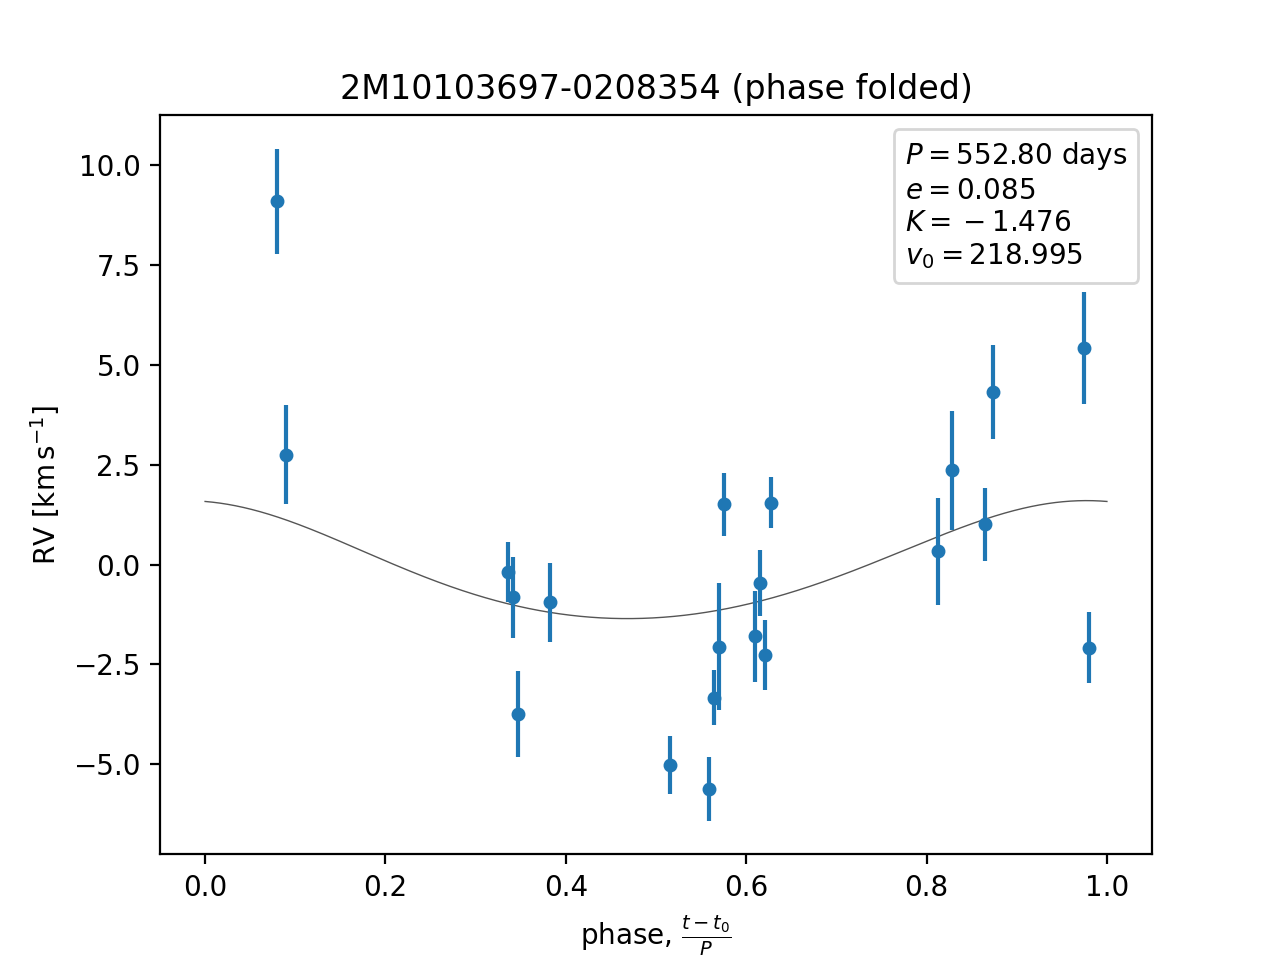 2M10103697-0208354 (phase folded)
P = 552.80 days
e = 0.085
K = −1.476
v₀ = 218.995
10.0
7.5
5.0
2.5
0.0
−2.5
−5.0
RV [km s⁻¹]
0.0 0.2 0.4 0.6 0.8 1.0
phase, (t − t₀)/P